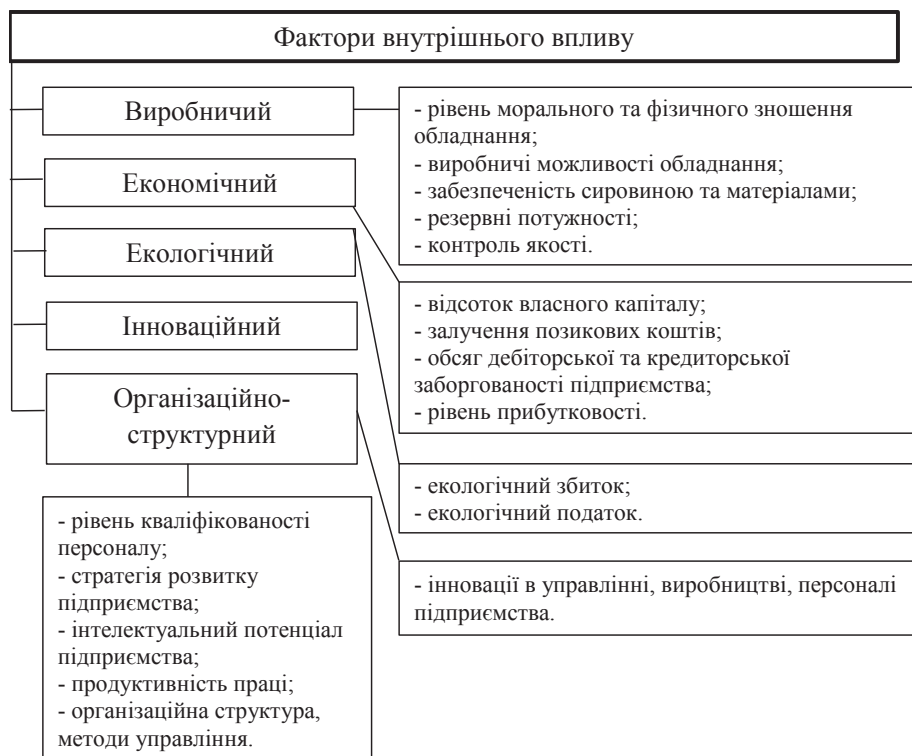 Фактори внутрішнього впливу
Виробничий
- рівень морального та фізичного зношення
обладнання;
- виробничі можливості обладнання;
- забезпеченість сировиною та матеріалами;
- резервні потужності;
- контроль якості.
Економічний
- відсоток власного капіталу;
- залучення позикових коштів;
- обсяг дебіторської та кредиторської
заборгованості підприємства;
- рівень прибутковості.
Екологічний
- екологічний збиток;
- екологічний податок.
Інноваційний
- інновації в управлінні, виробництві, персоналі
підприємства.
Організаційно-
структурний
- рівень кваліфікованості
персоналу;
- стратегія розвитку
підприємства;
- інтелектуальний потенціал
підприємства;
- продуктивність праці;
- організаційна структура,
методи управління.